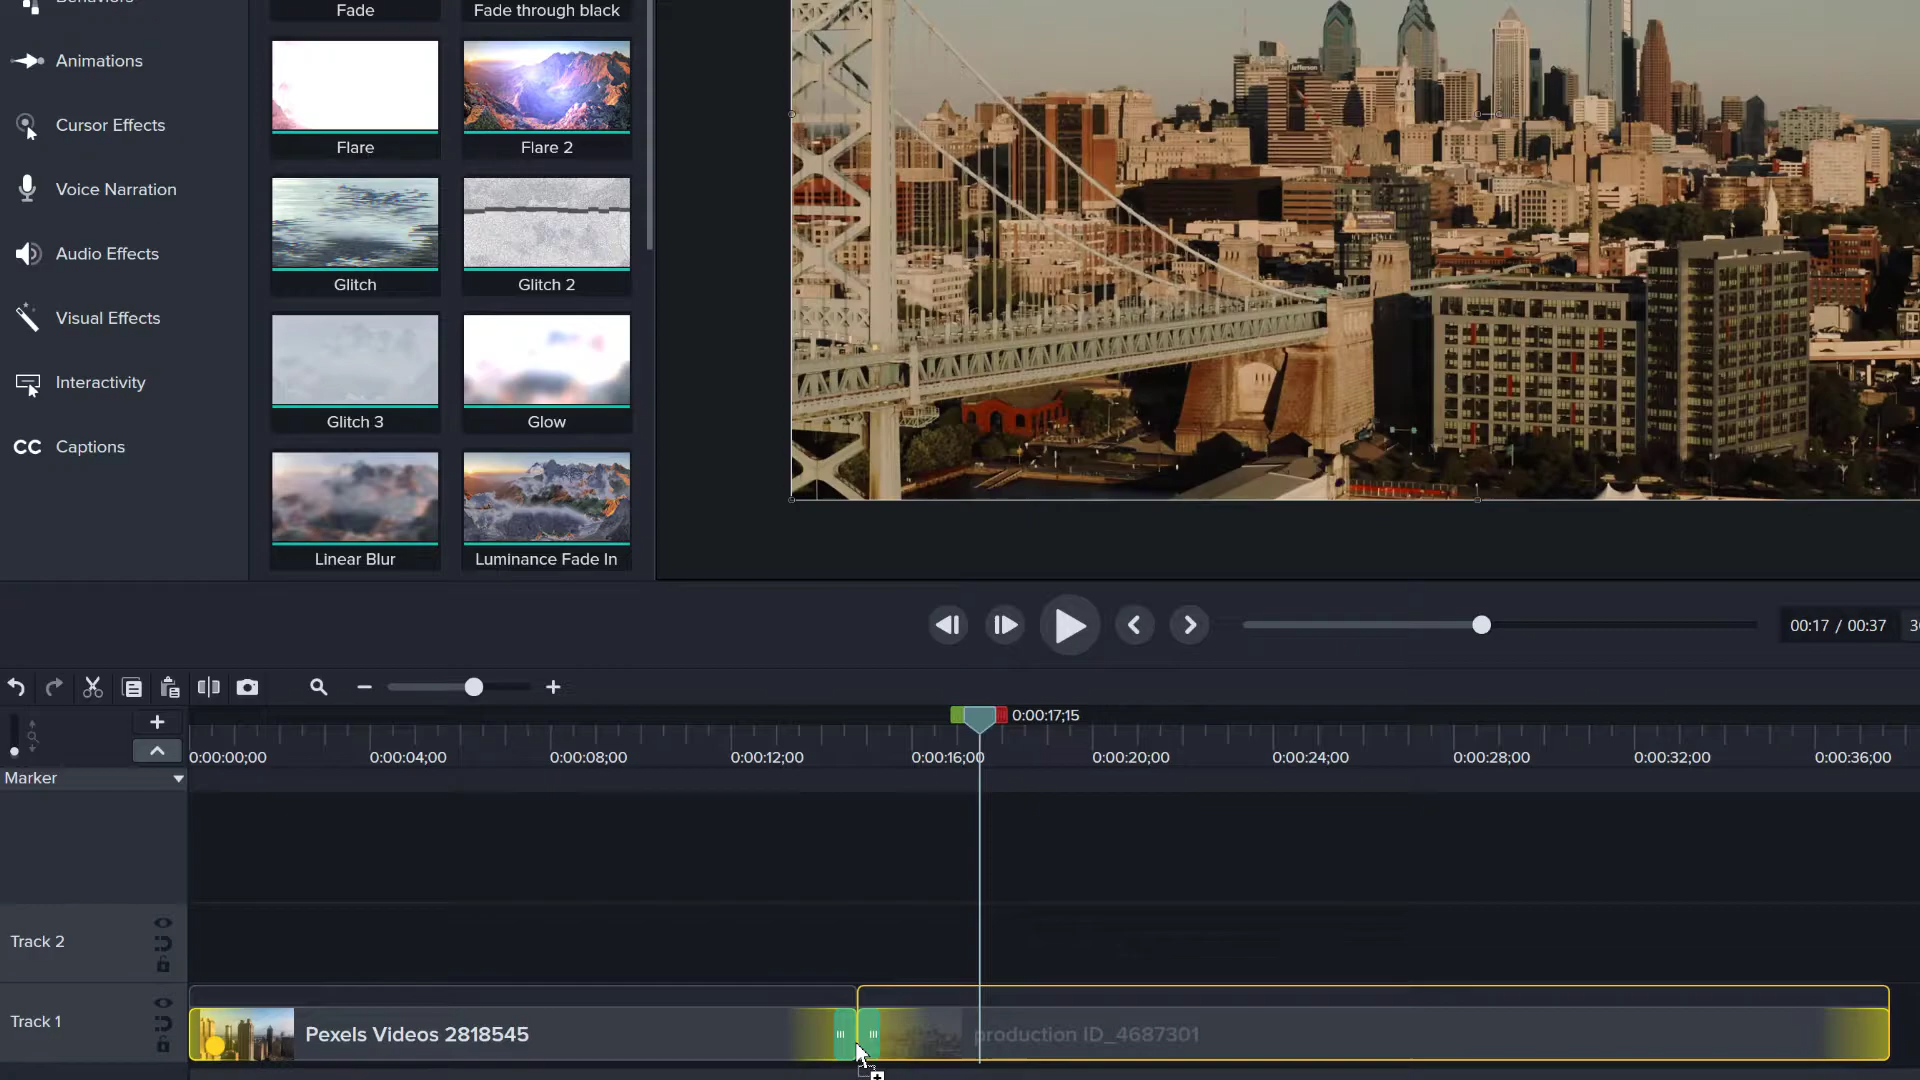 Behaviors
Animations
Cursor Effects
Voice Narration
Audio Effects
Visual Effects
Interactivity
CC Captions
Fade
Fade through black
Flare
Flare 2
Glitch
Glitch 2
Glitch 3
Glow
Linear Blur
Luminance Fade In
Jefferson
00:17 / 00:37
0:00:17;15
0:00:00;00
0:00:04;00
0:00:08;00
0:00:12;00
0:00:16;00
0:00:20;00
0:00:24;00
0:00:28;00
0:00:32;00
0:00:36;00
Marker
Track 2
Track 1
Pexels Videos 2818545
production ID_4687301